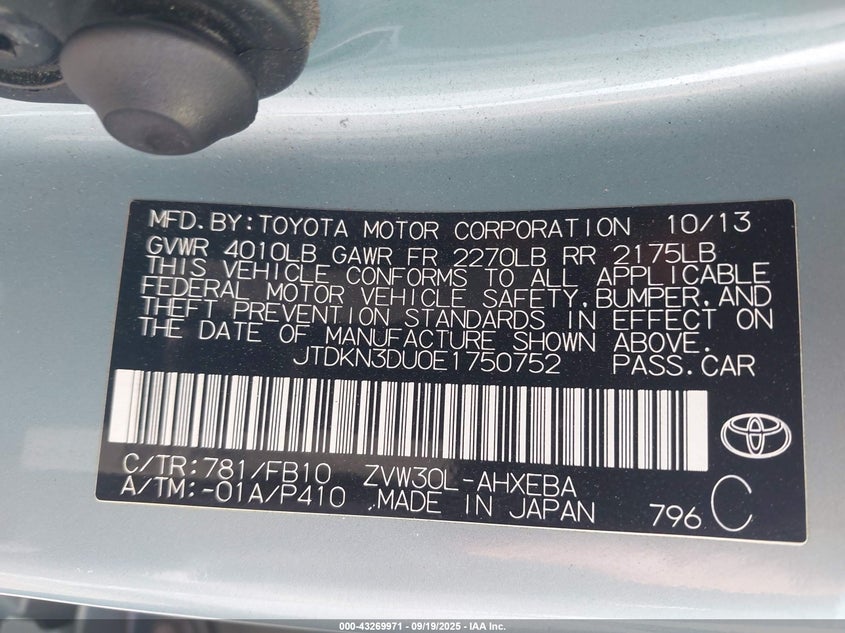 MFD.BY:TOYOTA MOTOR CORPORATION 10/13
GVWR 4010LB GAWR FR 2270LB RR 2175LB
THIS VEHICLE CONFORMS TO ALL APPLICABLE
FEDERAL MOTOR VEHICLE SAFETY,BUMPER,AND
THEFT PREVENTION STANDARDS IN EFFECT ON
THE DATE OF MANUFACTURE SHOWN ABOVE.
JTDKN3DU0E1750752 PASS.CAR
C/TR:781/FB10 ZVW30L-AHXEBA
A/TM:-01A/P410 MADE IN JAPAN 796 C
000-43269971 - 09/19/2025 - IAA Inc.